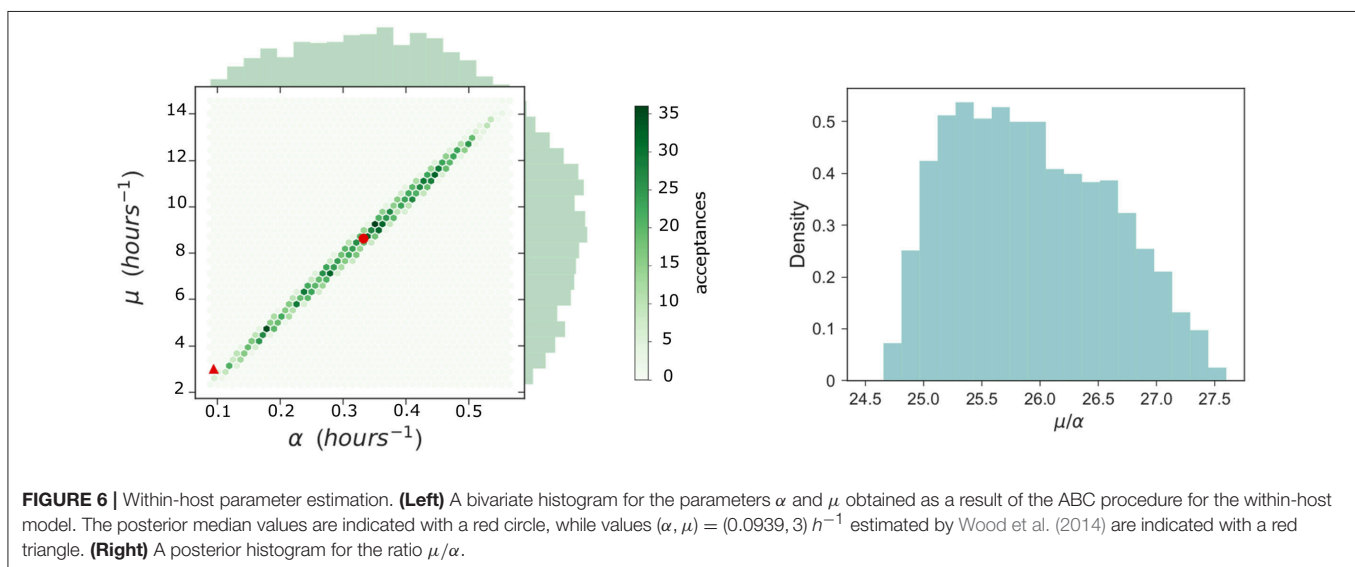 14
12
10
8
6
4
2
μ (hours⁻¹)
0.1 0.2 0.3 0.4 0.5
α (hours⁻¹)
35
30
25
20
15
10
5
0
acceptances
0.5
0.4
0.3
0.2
0.1
0
Density
24.5 25.0 25.5 26.0 26.5 27.0 27.5
μ/α
FIGURE 6 | Within-host parameter estimation. (Left) A bivariate histogram for the parameters α and μ obtained as a result of the ABC procedure for the within-host
model. The posterior median values are indicated with a red circle, while values (α, μ) = (0.0939, 3) h⁻¹ estimated by Wood et al. (2014) are indicated with a red
triangle. (Right) A posterior histogram for the ratio μ/α.